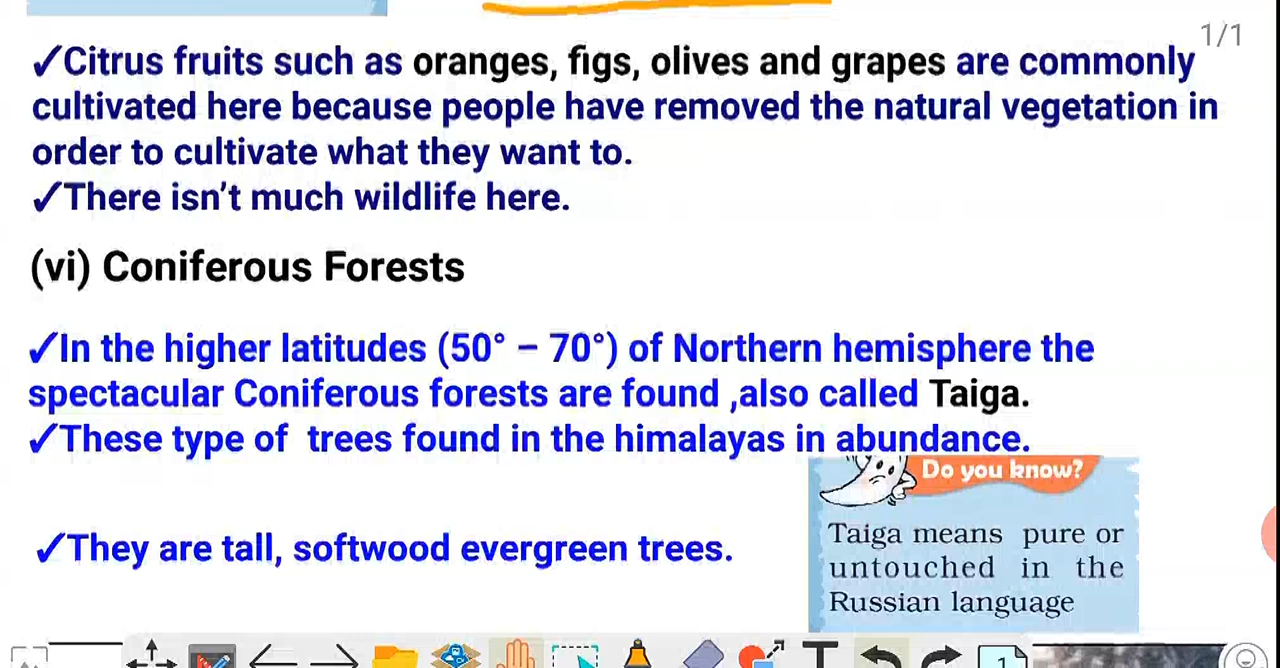 1/1
✓Citrus fruits such as oranges, figs, olives and grapes are commonly
cultivated here because people have removed the natural vegetation in
order to cultivate what they want to.
✓There isn’t much wildlife here.
(vi) Coniferous Forests
✓In the higher latitudes (50° – 70°) of Northern hemisphere the
spectacular Coniferous forests are found ,also called Taiga.
✓These type of  trees found in the himalayas in abundance.
✓They are tall, softwood evergreen trees.
Do you know?
Taiga means pure or
untouched in the
Russian language
T
1